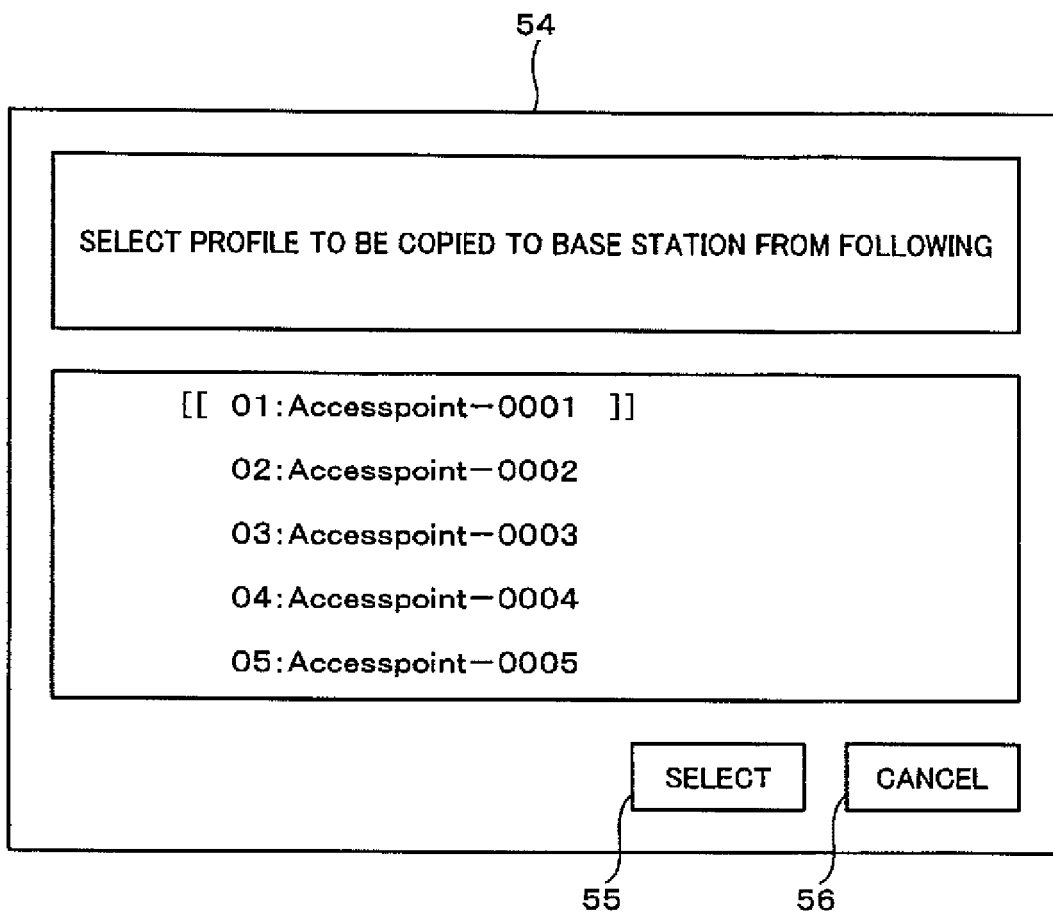 54
SELECT PROFILE TO BE COPIED TO BASE STATION FROM FOLLOWING
[[ 01:Accesspoint-0001 ]]
02:Accesspoint-0002
03:Accesspoint-0003
04:Accesspoint-0004
05:Accesspoint-0005
SELECT CANCEL
55 56